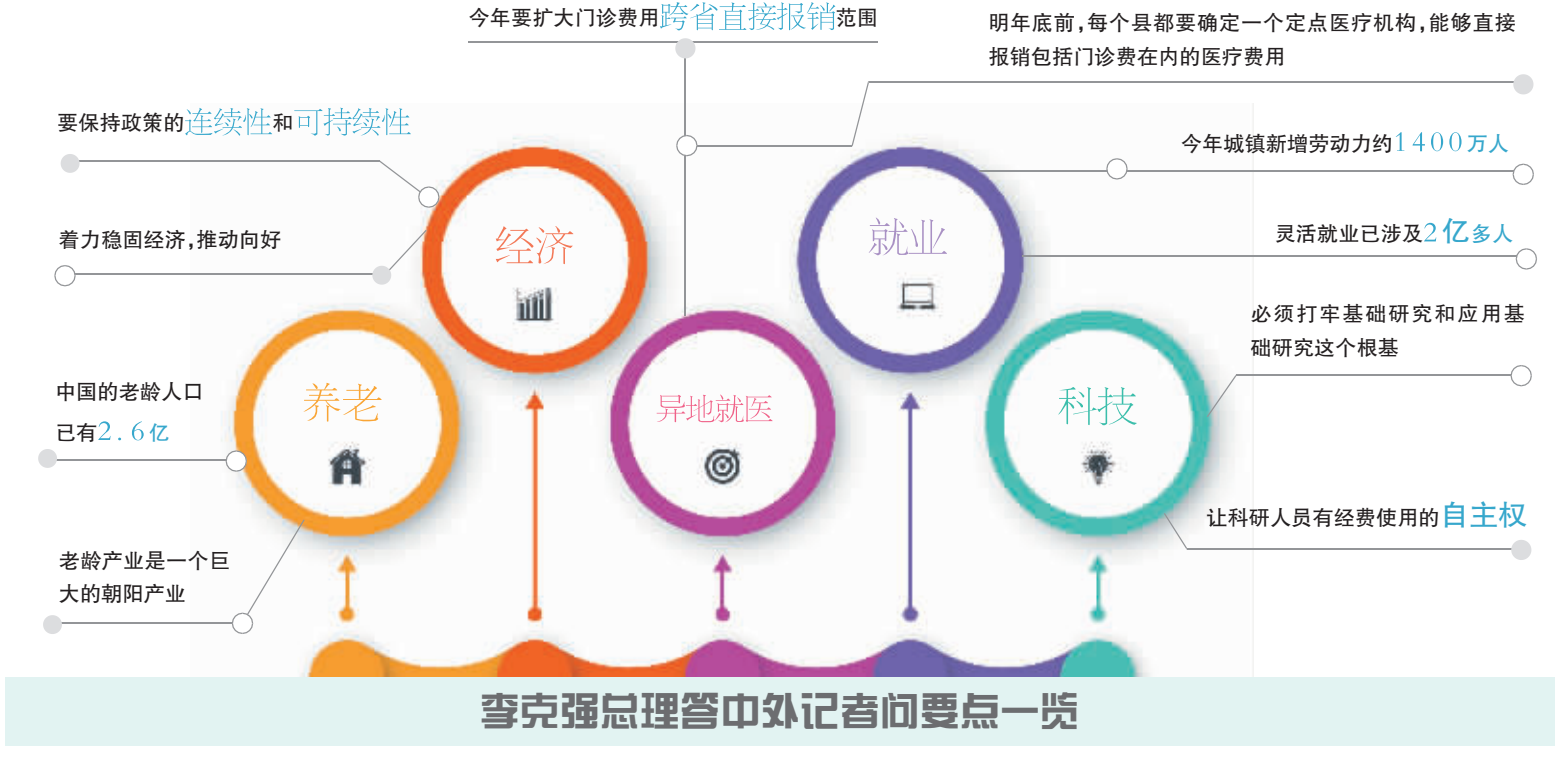 今年要扩大门诊费用跨省直接报销范围
明年底前,每个县都要确定一个定点医疗机构,能够直接
报销包括门诊费在内的医疗费用
要保持政策的连续性和可持续性
今年城镇新增劳动力约1400万人
着力稳固经济,推动向好
灵活就业已涉及2亿多人
经济
就业
必须打牢基础研究和应用基
础研究这个根基
中国的老龄人口
已有2.6亿
养老
异地就医
科技
让科研人员有经费使用的自主权
老龄产业是一个巨
大的朝阳产业
李克强总理答中外记者问要点一览